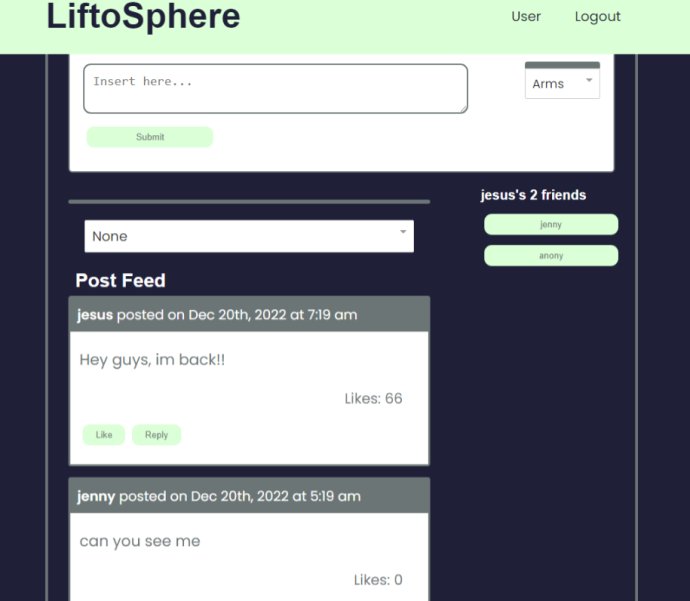 LiftoSphere
User
Logout
Insert here...
Arms
Submit
jesus's 2 friends
jenny
anony
None
Post Feed
jesus posted on Dec 20th, 2022 at 7:19 am
Hey guys, im back!!
Likes: 66
Like
Reply
jenny posted on Dec 20th, 2022 at 5:19 am
can you see me
Likes: 0